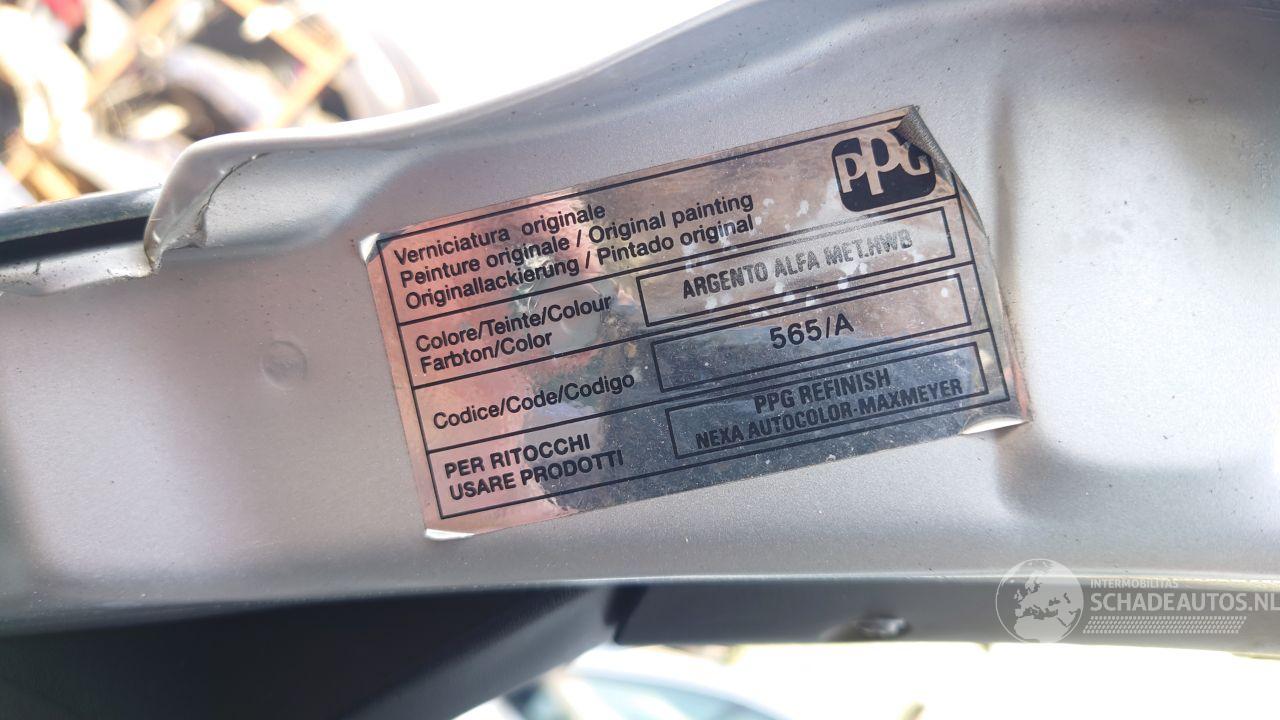 PPG
Verniciatura originale
Peinture originale / Original painting
Originallackierung / Pintado original
Colore/Teinte/Colour
Farbton/Color
ARGENTO ALFA MET.HWB
Codice/Code/Codigo
565/A
PER RITOCCHI
USARE PRODOTTI
PPG REFINISH
NEXA AUTOCOLOR-MAXMEYER
INTERMOBILITAS
SCHADEAUTOS.NL